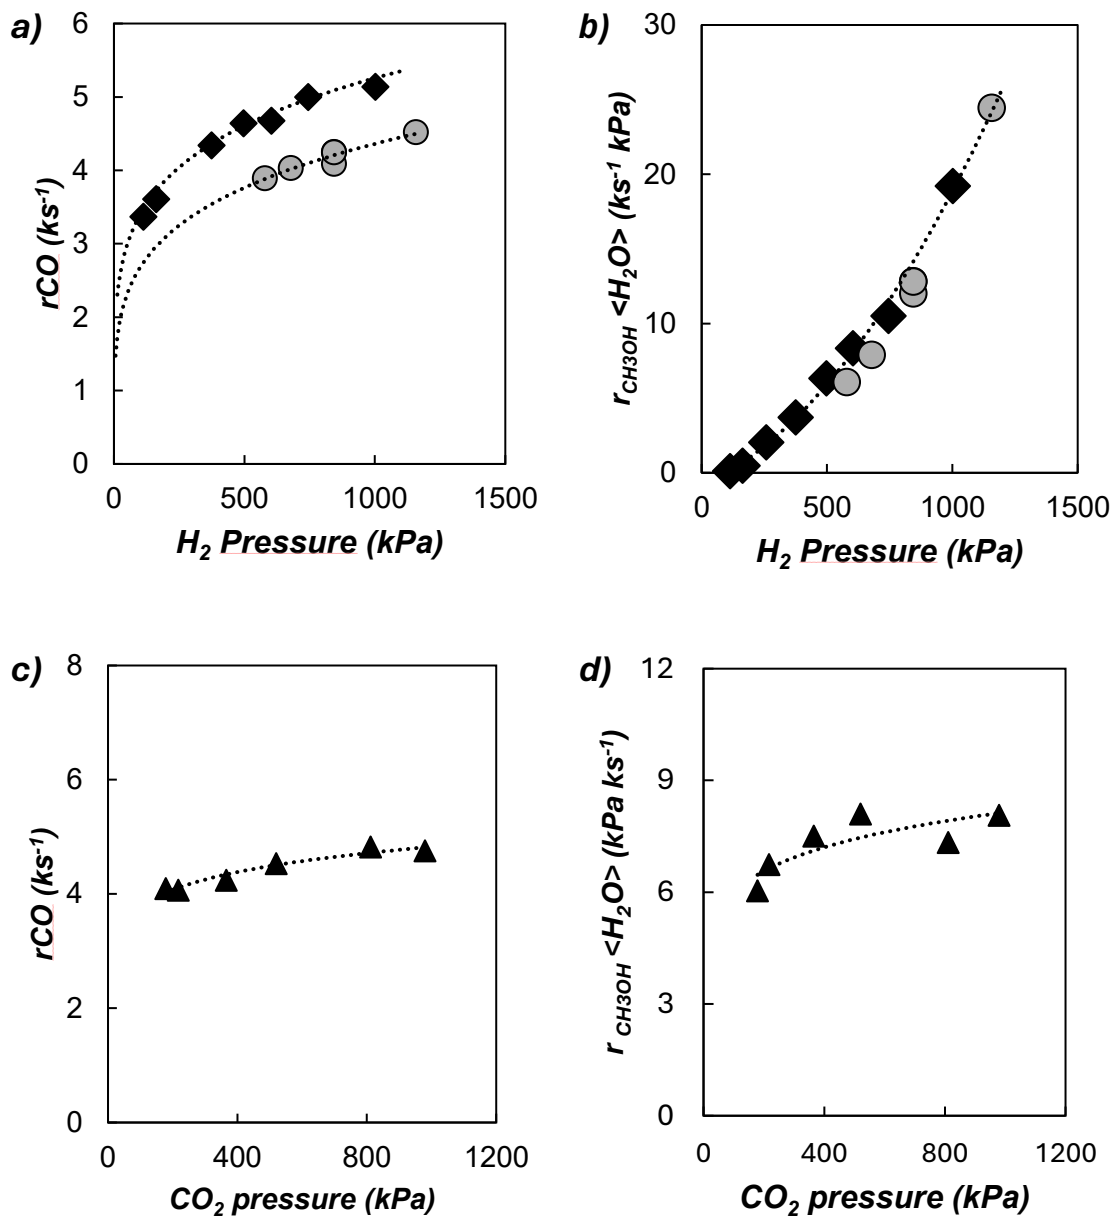 a)
6
5
4
3
2
1
0
rCO (ks⁻¹)
0 500 1000 1500
H₂ Pressure (kPa)
b)
30
20
10
0
r_CH3OH <H₂O> (ks⁻¹ kPa)
0 500 1000 1500
H₂ Pressure (kPa)
c)
8
6
4
2
0
rCO (ks⁻¹)
0 400 800 1200
CO₂ pressure (kPa)
d)
12
9
6
3
0
r CH3OH <H₂O> (kPa ks⁻¹)
0 400 800 1200
CO₂ pressure (kPa)